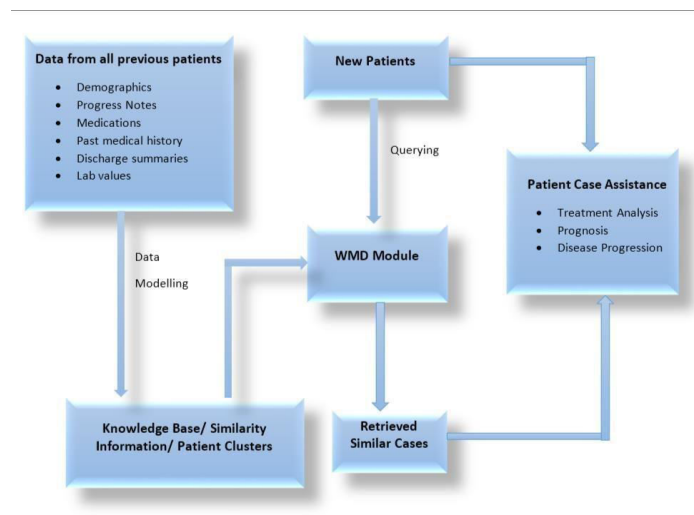 Data from all previous patients
• Demographics
• Progress Notes
• Medications
• Past medical history
• Discharge summaries
• Lab values
New Patients
Querying
Patient Case Assistance
• Treatment Analysis
• Prognosis
• Disease Progression
WMD Module
Data
Modelling
Knowledge Base/ Similarity
Information/ Patient Clusters
Retrieved
Similar Cases